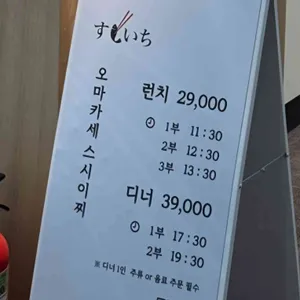 すしいち
오마카세스시이찌
런치 29,000
1부 11:30
2부 12:30
3부 13:30
디너 39,000
1부 17:30
2부 19:30
※ 디너 1인 주류 or 음료 주문 필수